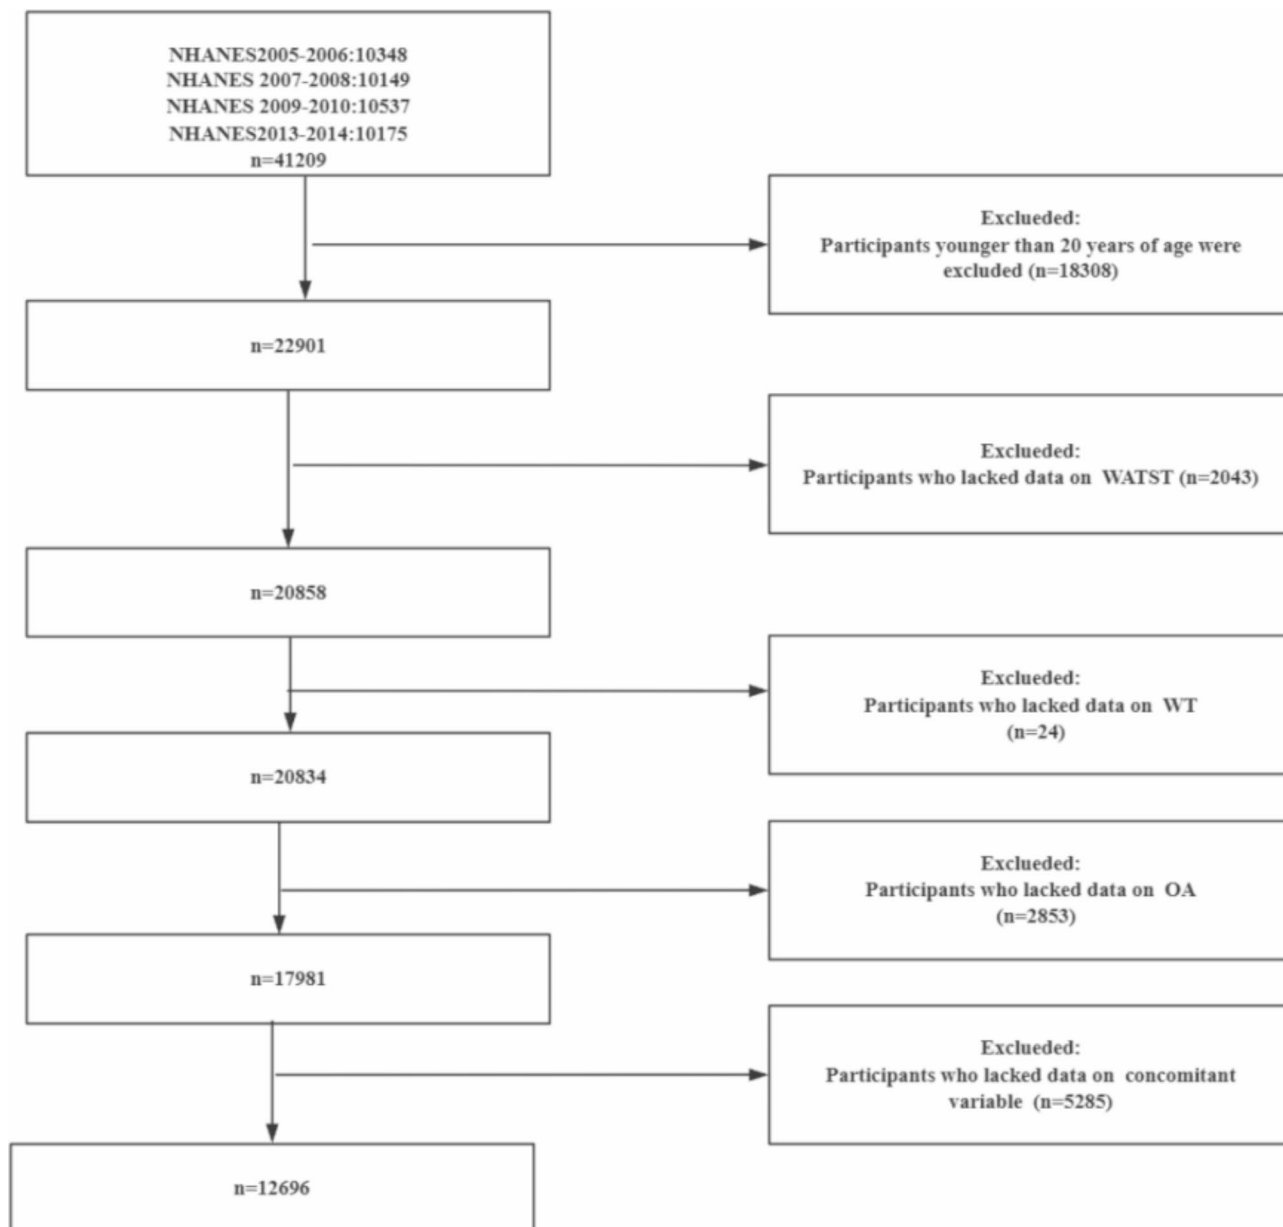 NHANES2005-2006:10348
NHANES 2007-2008:10149
NHANES 2009-2010:10537
NHANES2013-2014:10175
n=41209
Exclueded:
Participants younger than 20 years of age were
excluded (n=18308)
n=22901
Exclueded:
Participants who lacked data on WATST (n=2043)
n=20858
Exclueded:
Participants who lacked data on WT
(n=24)
n=20834
Exclueded:
Participants who lacked data on OA
(n=2853)
n=17981
Exclueded:
Participants who lacked data on concomitant
variable (n=5285)
n=12696